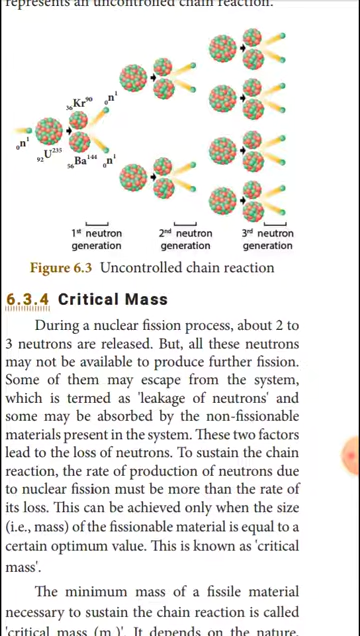 represents an uncontrolled chain reaction.
₃₆Kr⁹⁰ ₀n¹
₀n¹
₉₂U²³⁵
₅₆Ba¹⁴⁴ ₀n¹
1st neutron generation
2nd neutron generation
3rd neutron generation
Figure 6.3 Uncontrolled chain reaction
6.3.4 Critical Mass
During a nuclear fission process, about 2 to
3 neutrons are released. But, all these neutrons
may not be available to produce further fission.
Some of them may escape from the system,
which is termed as 'leakage of neutrons' and
some may be absorbed by the non-fissionable
materials present in the system. These two factors
lead to the loss of neutrons. To sustain the chain
reaction, the rate of production of neutrons due
to nuclear fission must be more than the rate of
its loss. This can be achieved only when the size
(i.e., mass) of the fissionable material is equal to a
certain optimum value. This is known as 'critical
mass'.
The minimum mass of a fissile material
necessary to sustain the chain reaction is called
'critical mass (m )'. It depends on the nature,